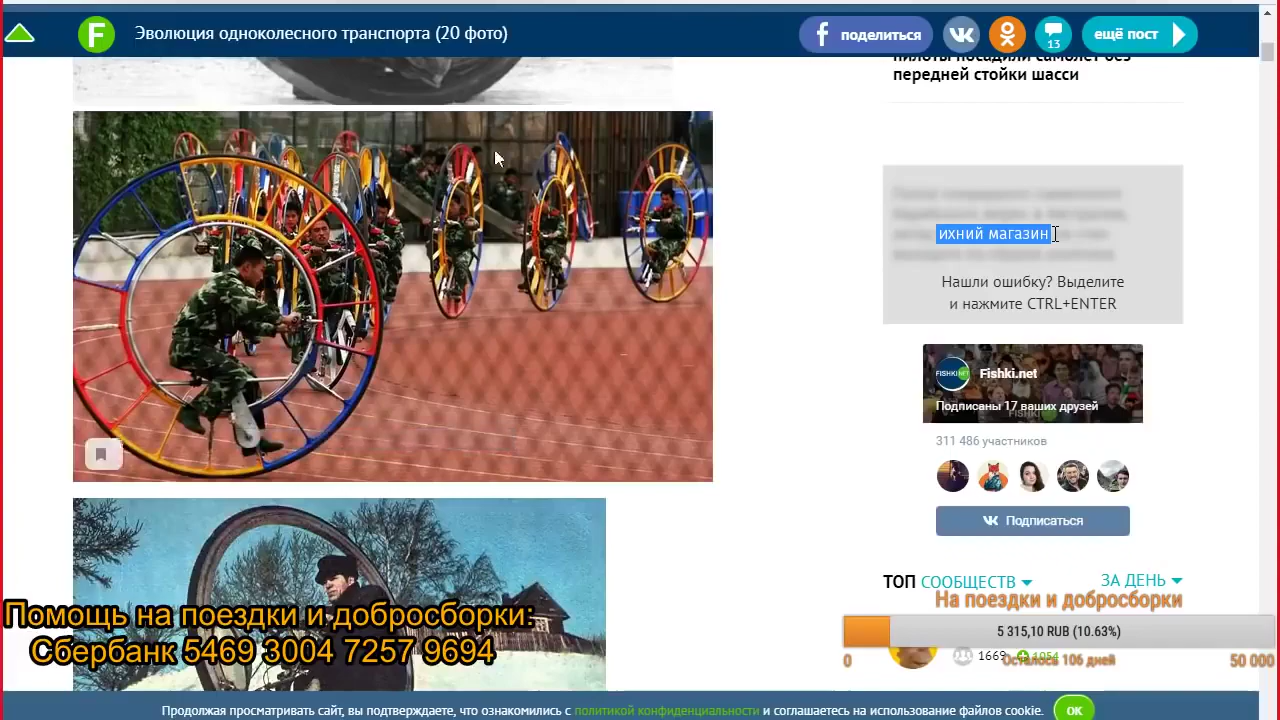 Эволюция одноколесного транспорта (20 фото)
поделиться
13
ещё пост
пилоты посадили самолет без
передней стойки шасси
ихний магазин
Нашли ошибку? Выделите
и нажмите CTRL+ENTER
FISHKI.NET
Fishki.net
Подписаны 17 ваших друзей
311 486 участников
Подписаться
ТОП СООБЩЕСТВ
ЗА ДЕНЬ
На поездки и добросборки
5 315,10 RUB (10.63%)
1669
1054
0
Осталось 106 дней
50 000
Помощь на поездки и добросборки:
Сбербанк 5469 3004 7257 9694
Продолжая просматривать сайт, вы подтверждаете, что ознакомились с политикой конфиденциальности и соглашаетесь на использование файлов cookie.
ОК